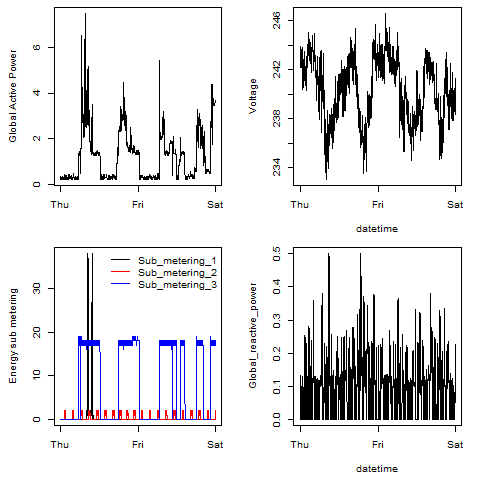 Global Active Power
6
4
2
0
Thu
Fri
Sat
Voltage
246
242
238
234
Thu
Fri
Sat
datetime
Energy sub metering
30
20
10
0
Sub_metering_1
Sub_metering_2
Sub_metering_3
Thu
Fri
Sat
Global_reactive_power
0.5
0.4
0.3
0.2
0.1
0.0
Thu
Fri
Sat
datetime